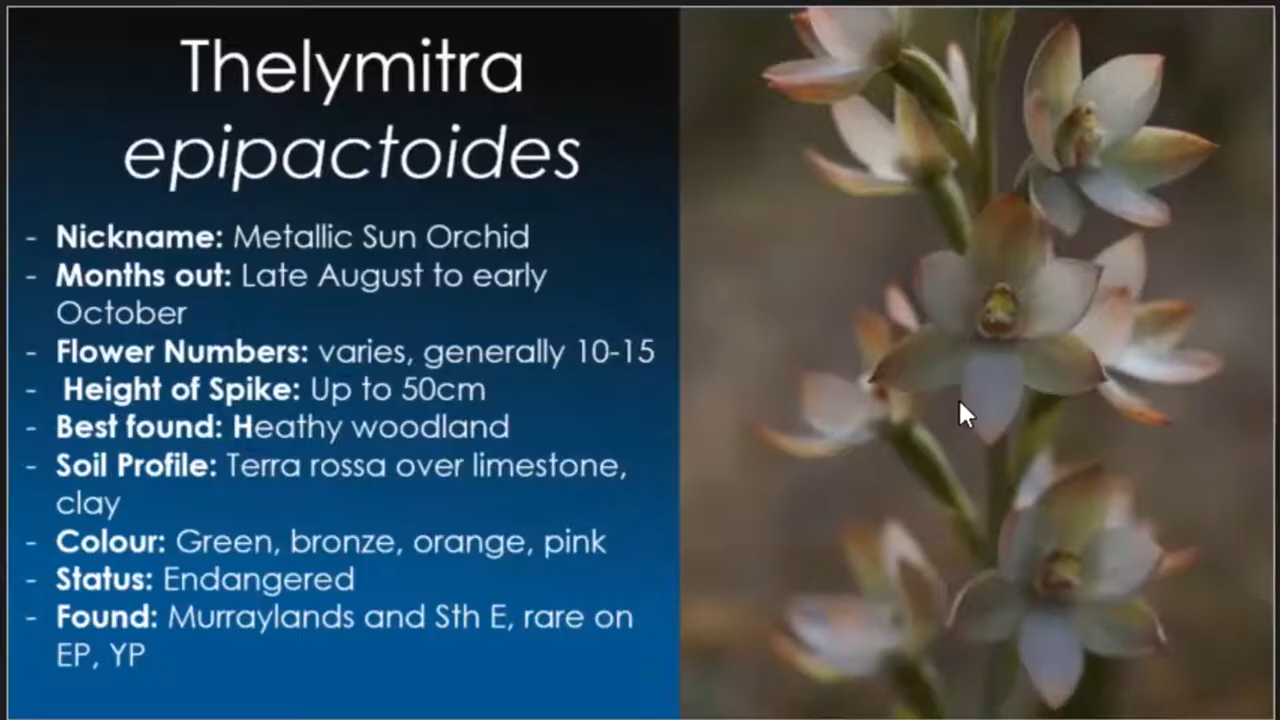 Thelymitra
epipactoides
- Nickname: Metallic Sun Orchid
- Months out: Late August to early
October
- Flower Numbers: varies, generally 10-15
- Height of Spike: Up to 50cm
- Best found: Heathy woodland
- Soil Profile: Terra rossa over limestone,
clay
- Colour: Green, bronze, orange, pink
- Status: Endangered
- Found: Murraylands and Sth E, rare on
EP, YP